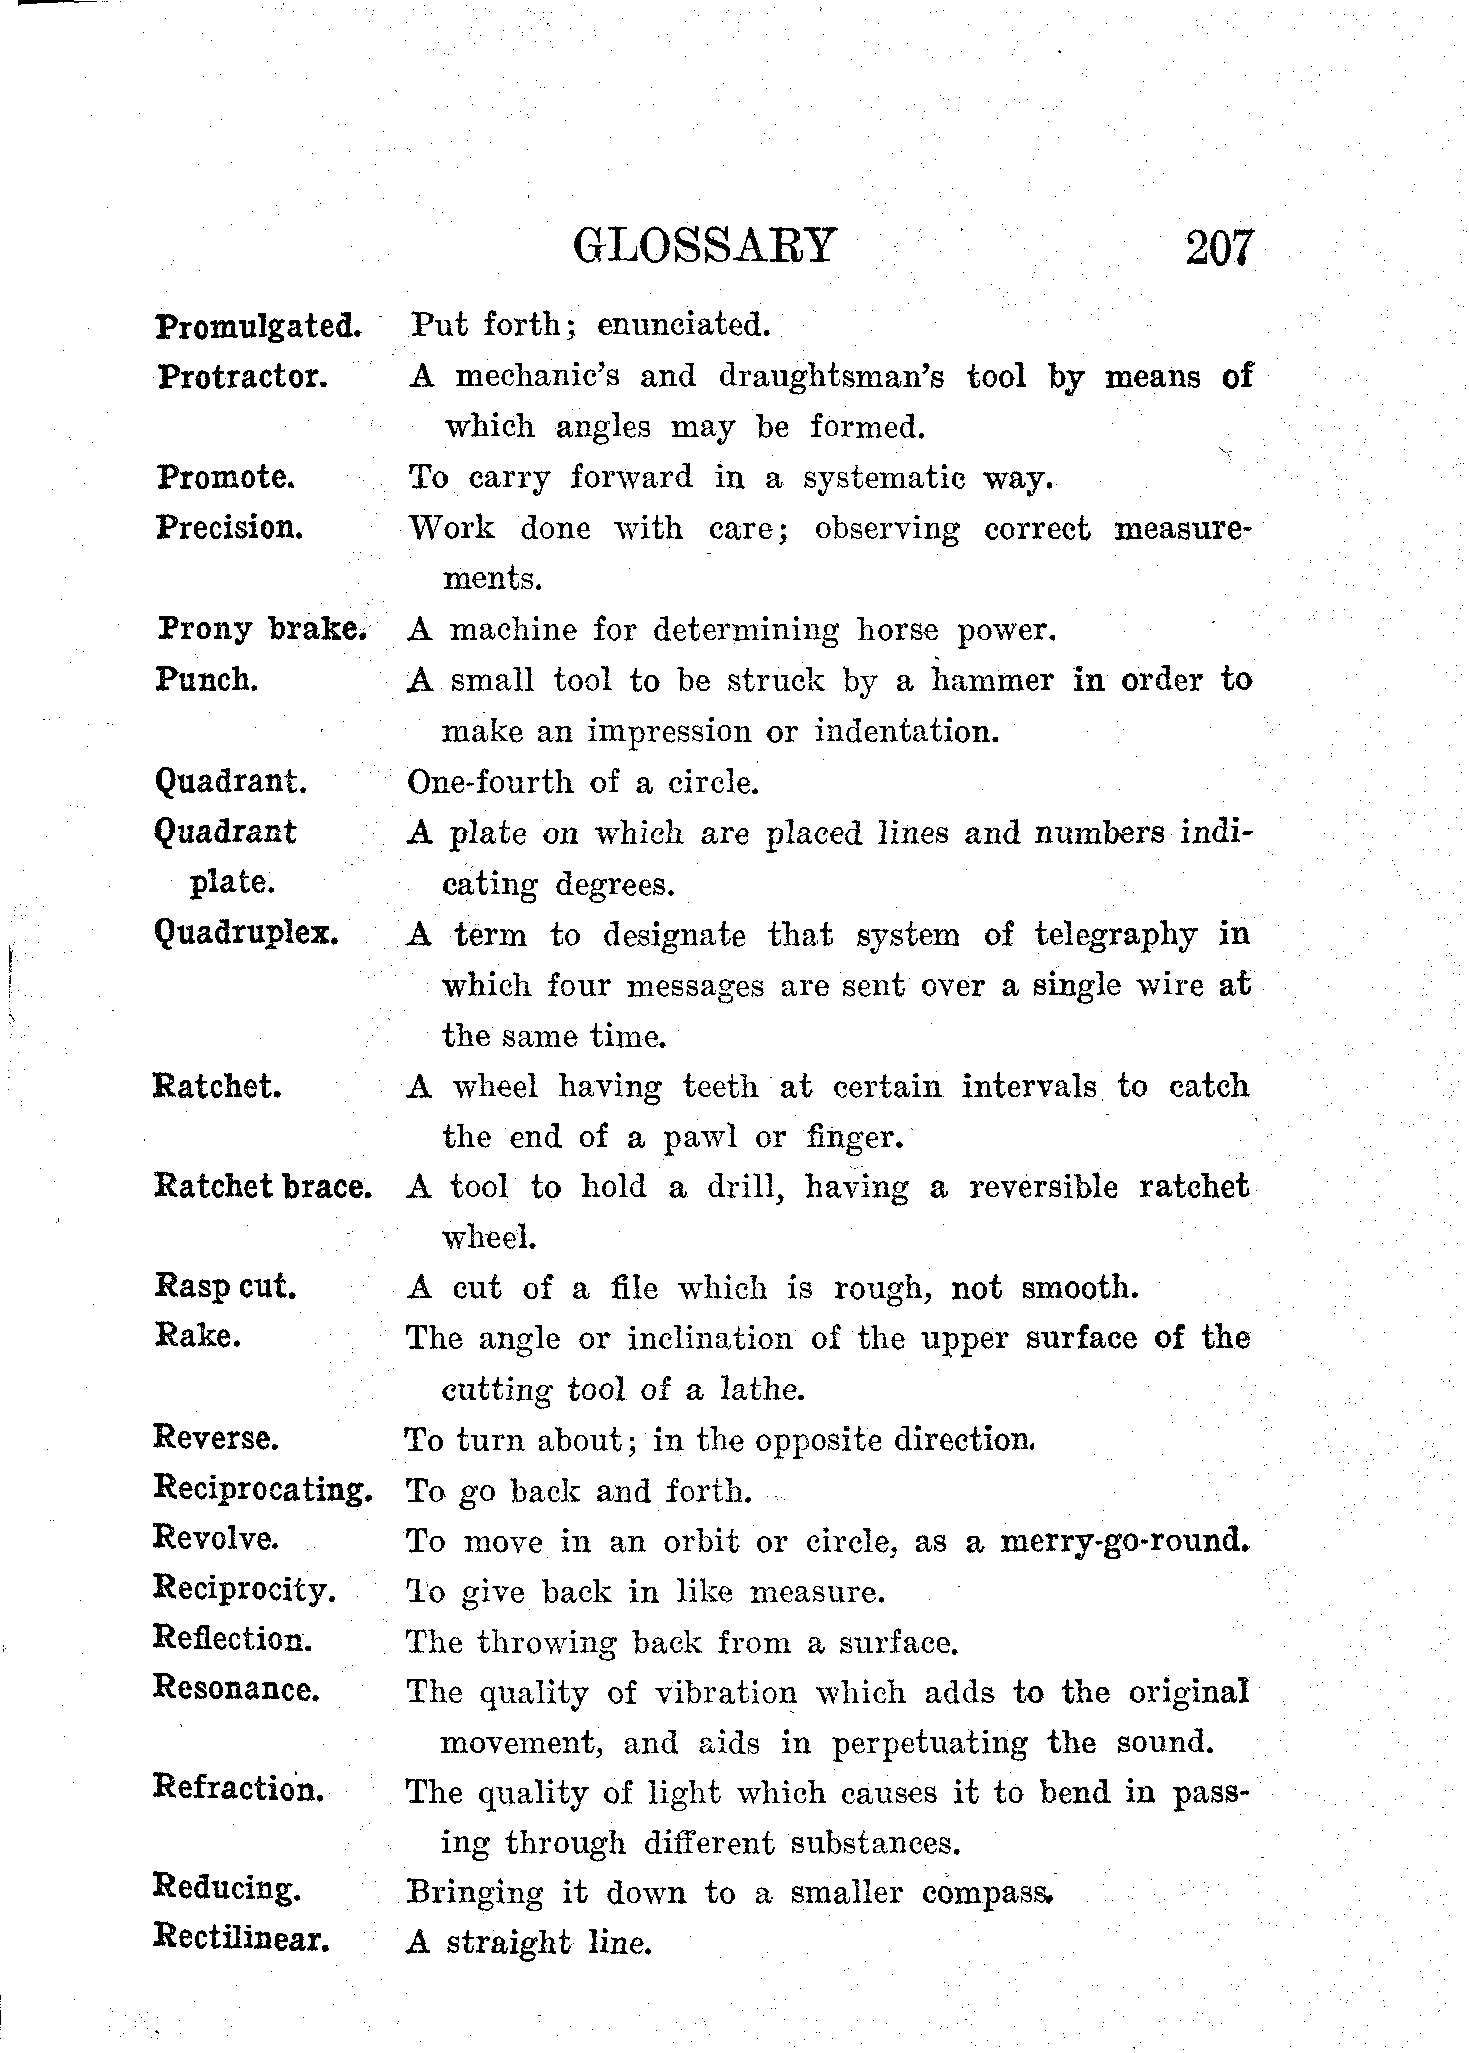 GLOSSARY 207
Promulgated. Put forth; enunciated.
Protractor. A mechanic's and draughtsman's tool by means of
which angles may be formed.
Promote. To carry forward in a systematic way.
Precision. Work done with care; observing correct measure-
ments.
Prony brake. A machine for determining horse power.
Punch. A small tool to be struck by a hammer in order to
make an impression or indentation.
Quadrant. One-fourth of a circle.
Quadrant A plate on which are placed lines and numbers indi-
plate. cating degrees.
Quadruplex. A term to designate that system of telegraphy in
which four messages are sent over a single wire at
the same time.
Ratchet. A wheel having teeth at certain intervals to catch
the end of a pawl or finger.
Ratchet brace. A tool to hold a drill, having a reversible ratchet
wheel.
Rasp cut. A cut of a file which is rough, not smooth.
Rake. The angle or inclination of the upper surface of the
cutting tool of a lathe.
Reverse. To turn about; in the opposite direction.
Reciprocating. To go back and forth.
Revolve. To move in an orbit or circle, as a merry-go-round.
Reciprocity. To give back in like measure.
Reflection. The throwing back from a surface.
Resonance. The quality of vibration which adds to the original
movement, and aids in perpetuating the sound.
Refraction. The quality of light which causes it to bend in pass-
ing through different substances.
Reducing. Bringing it down to a smaller compass.
Rectilinear. A straight line.